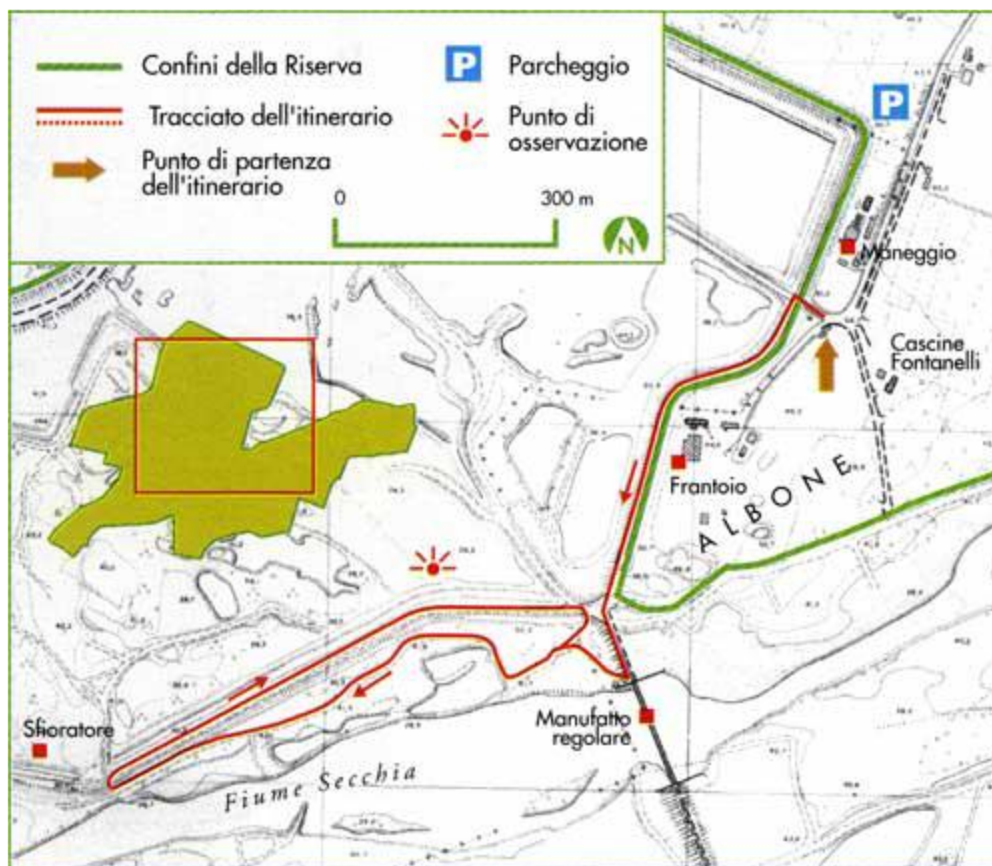 Confini della Riserva
Tracciato dell'itinerario
Punto di partenza
dell'itinerario
P Parcheggio
Punto di
osservazione
0 300 m
N
P
Maneggio
Cascine
Fontanelli
Frantoio
ALBONE
Manufatto
regolare
Sfioratore
Fiume Secchia